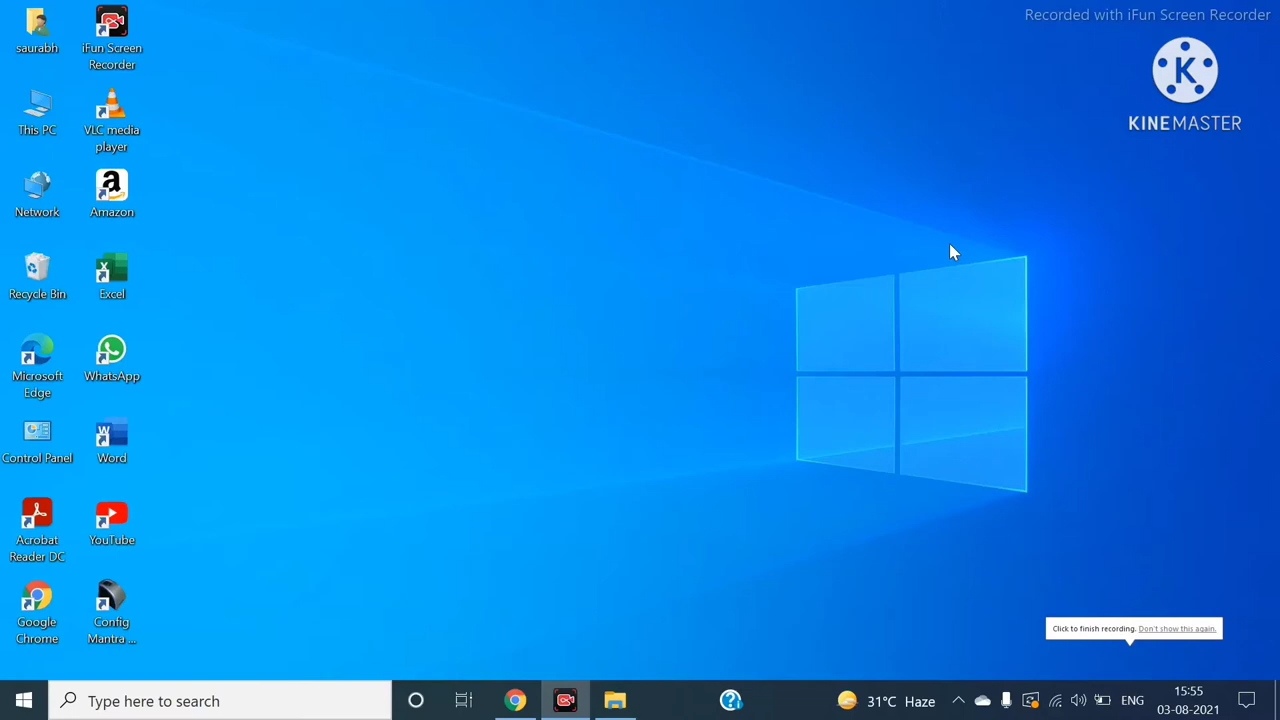 Recorded with iFun Screen Recorder
K
KINEMASTER
saurabh
iFun Screen
Recorder
This PC
VLC media
player
Network
Amazon
Recycle Bin
Excel
Microsoft
Edge
WhatsApp
Control Panel
Word
Acrobat
Reader DC
YouTube
Google
Chrome
Config
Mantra ...
Click to finish recording. Don't show this again.
Type here to search
31°C Haze
ENG
15:55
03-08-2021